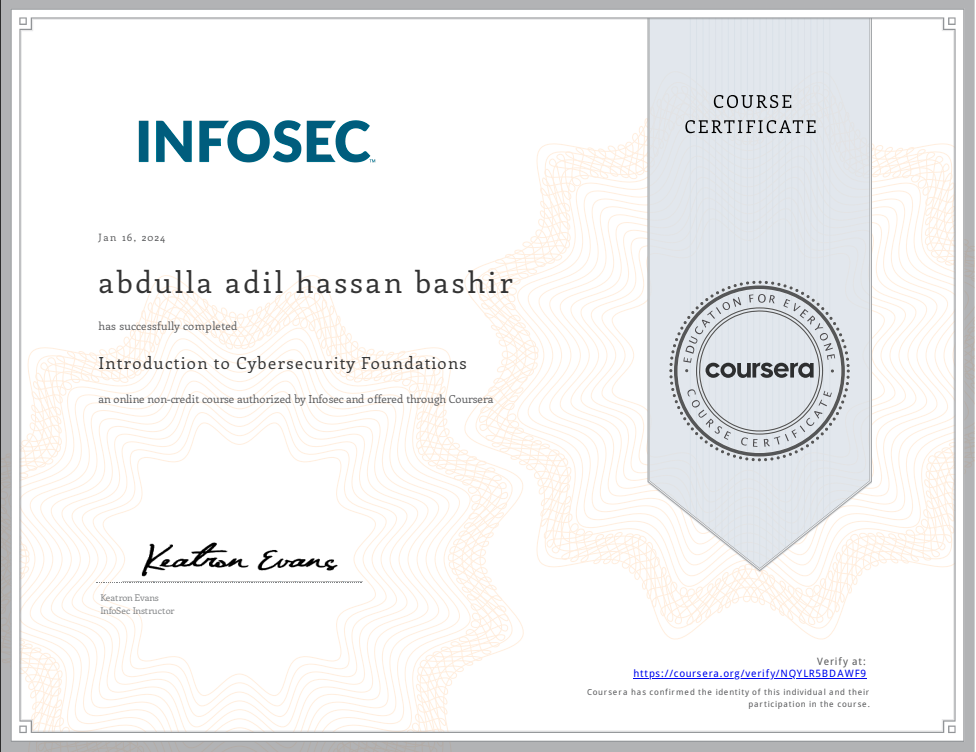 INFOSEC™
COURSE
CERTIFICATE
Jan 16, 2024
abdulla adil hassan bashir
has successfully completed
Introduction to Cybersecurity Foundations
an online non-credit course authorized by Infosec and offered through Coursera
EDUCATION FOR EVERYONE
coursera
COURSE CERTIFICATE
Keatron Evans
Keatron Evans
InfoSec Instructor
Verify at:
https://coursera.org/verify/NQYLR5BDAWF9
Coursera has confirmed the identity of this individual and their
participation in the course.